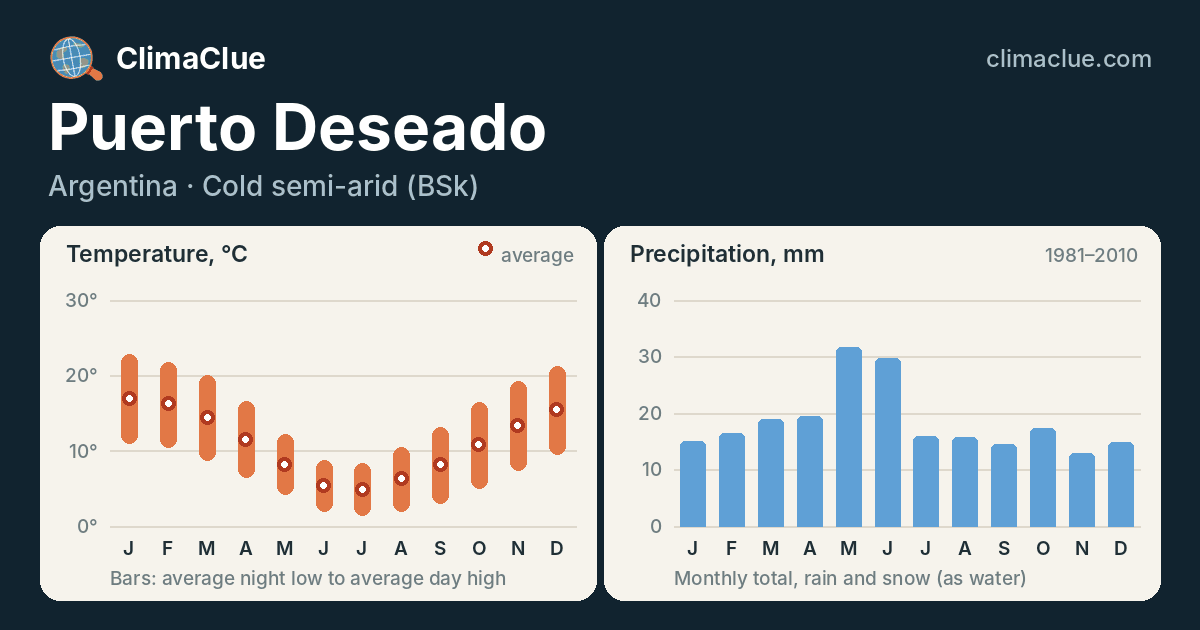 ClimaClue
climaclue.com
Puerto Deseado
Argentina · Cold semi-arid (BSk)
Temperature, °C
average
30°
20°
10°
0°
J F M A M J J A S O N D
Bars: average night low to average day high
Precipitation, mm
1981–2010
40
30
20
10
0
J F M A M J J A S O N D
Monthly total, rain and snow (as water)